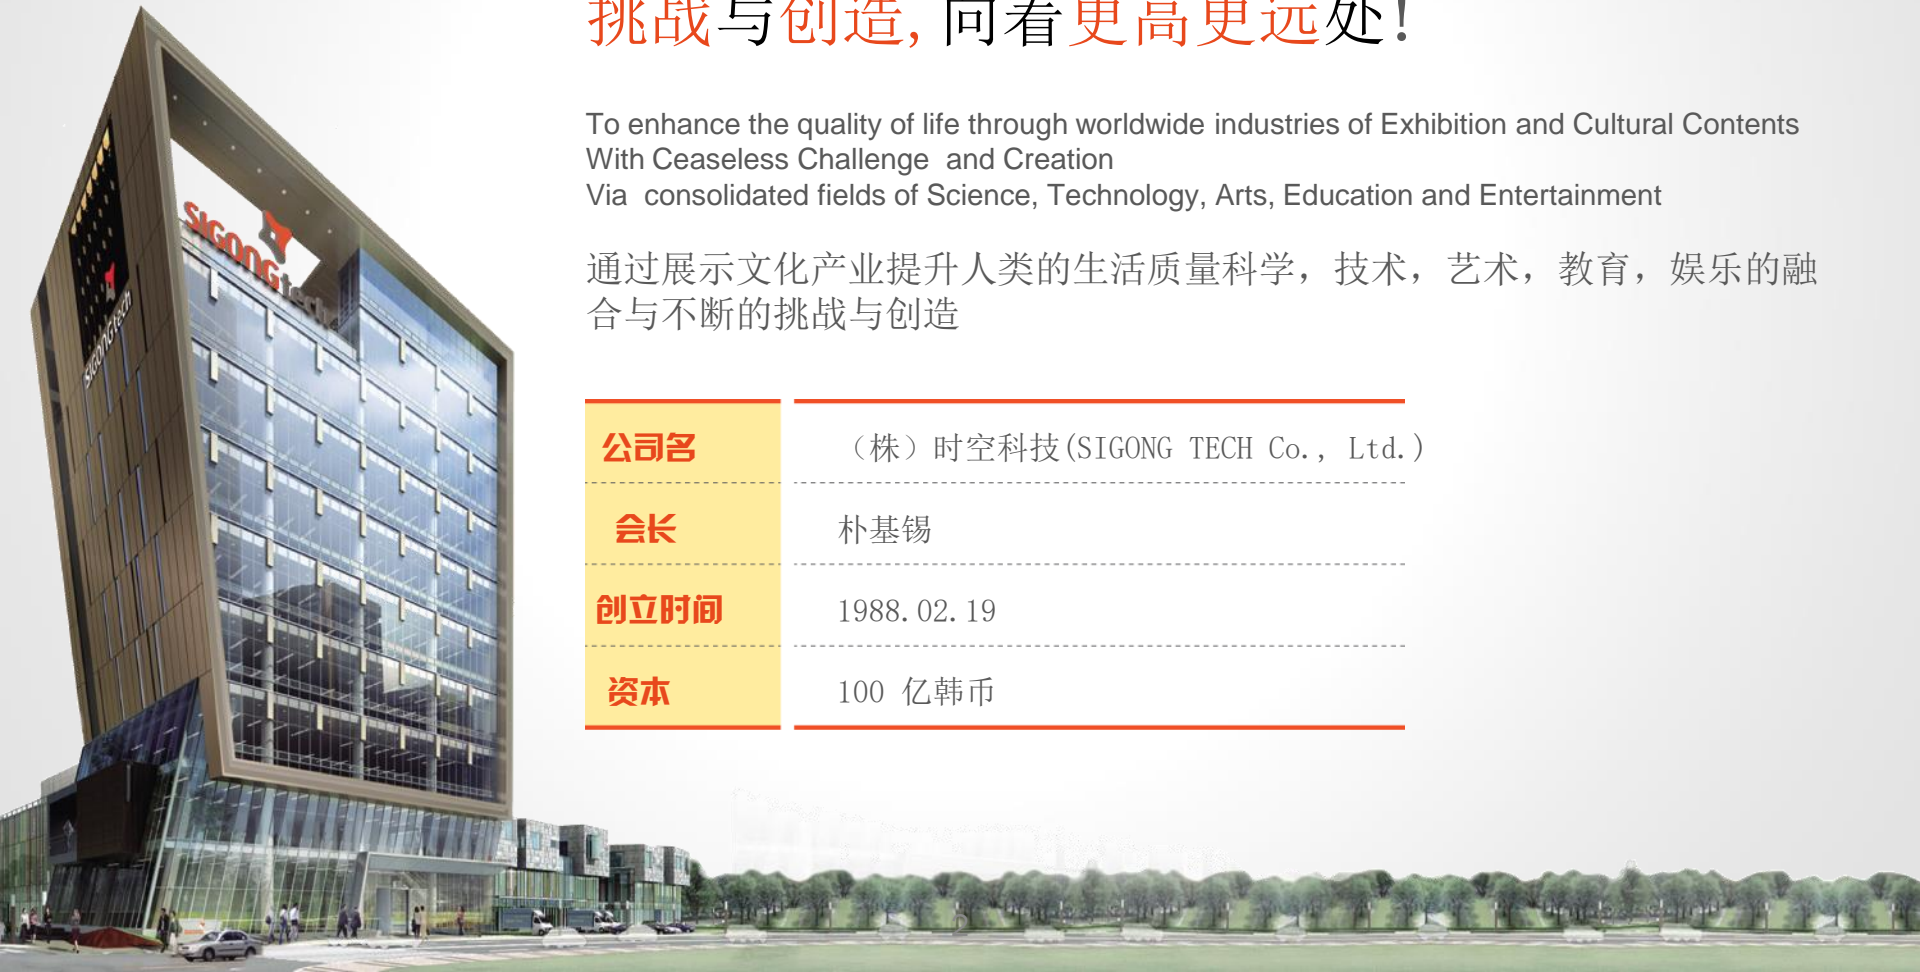 挑战与创造,向着更高更远处!
To enhance the quality of life through worldwide industries of Exhibition and Cultural Contents
With Ceaseless Challenge and Creation
Via consolidated fields of Science, Technology, Arts, Education and Entertainment
通过展示文化产业提升人类的生活质量科学，技术，艺术，教育，娱乐的融
合与不断的挑战与创造
SIGONG tech
SIGONG tech
公司名 （株）时空科技(SIGONG TECH Co., Ltd.)
会长 朴基锡
创立时间 1988.02.19
资本 100 亿韩币